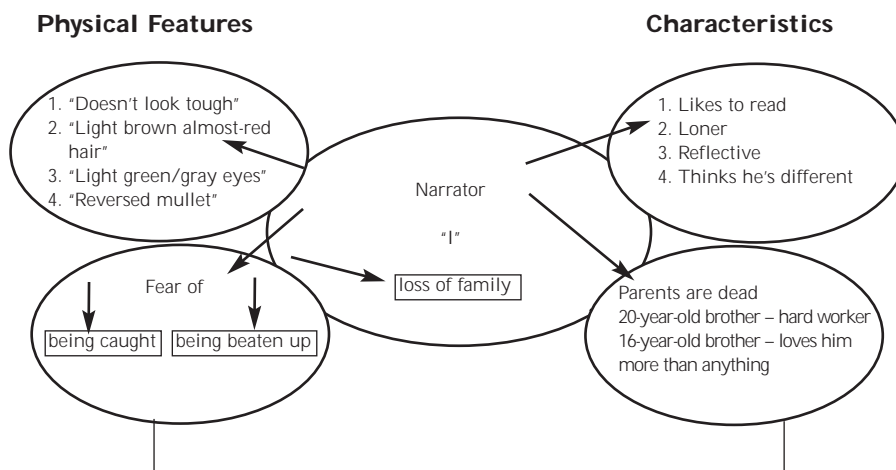 Physical Features
Characteristics
1. "Doesn't look tough"
2. "Light brown almost-red
hair"
3. "Light green/gray eyes"
4. "Reversed mullet"
1. Likes to read
2. Loner
3. Reflective
4. Thinks he's different
Narrator
"I"
loss of family
Fear of
being caught
being beaten up
Parents are dead
20-year-old brother – hard worker
16-year-old brother – loves him
more than anything